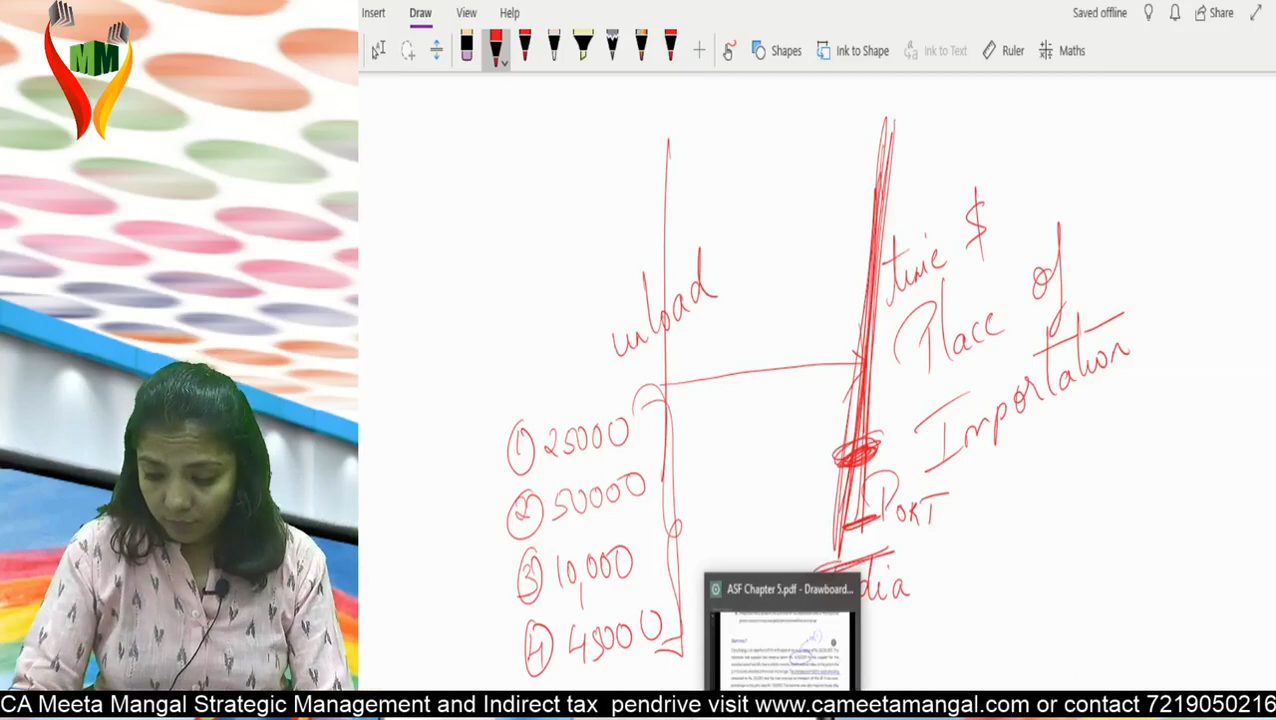 Insert Draw View Help Saved offline Share
Ink to Shape Shapes Ink to Text Ruler Maths
MM
unload
time $
Place of
Importation
① 25000
② 50000
③ 10,000
④ 45000
PORT
dia
ASF Chapter 5.pdf - Drawboard...
CA Meeta Mangal Strategic Management and Indirect tax pendrive visit www.cameetamangal.com or contact 7219050216